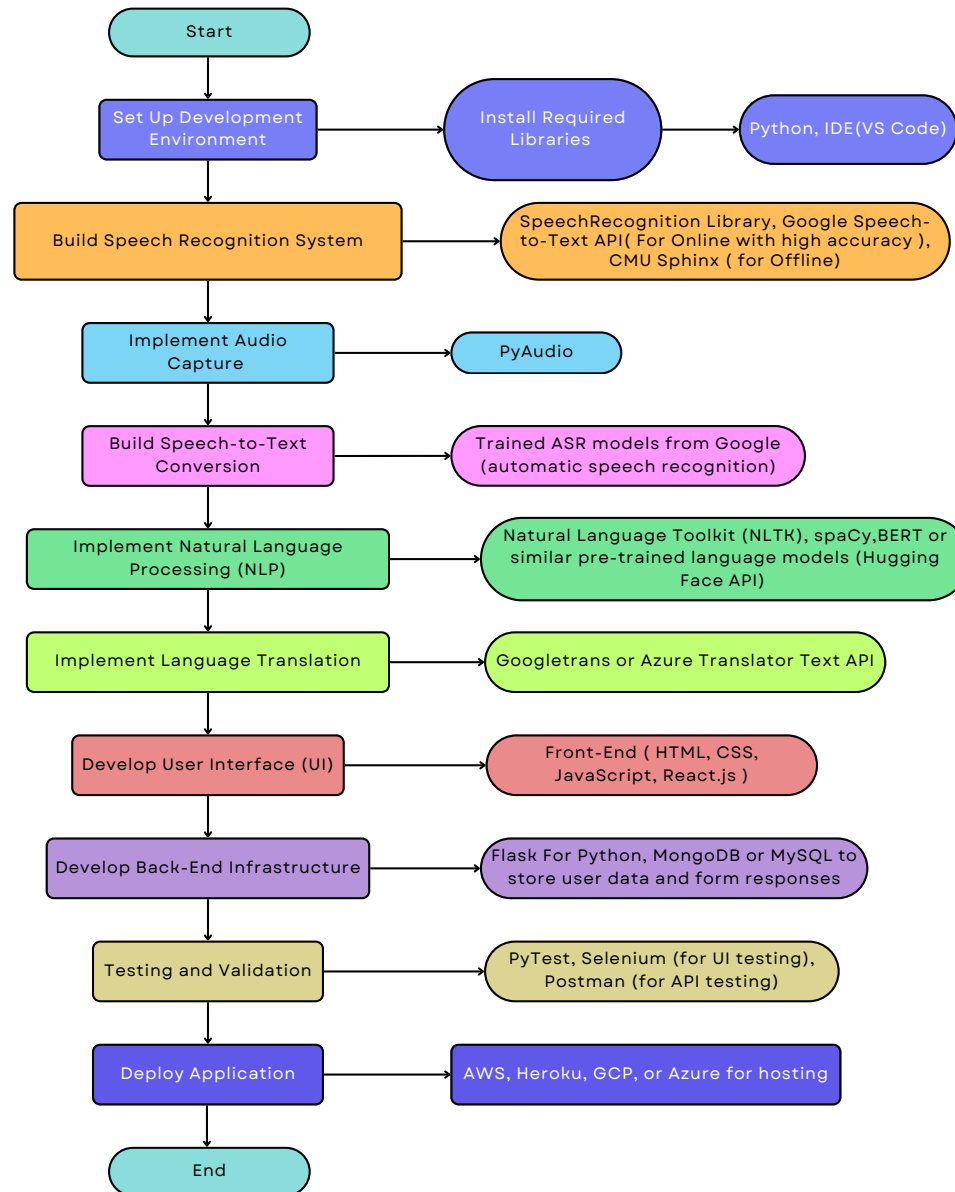 Start
Set Up Development
Environment
Install Required
Libraries
Python, IDE(VS Code)
Build Speech Recognition System
SpeechRecognition Library, Google Speech-
to-Text API( For Online with high accuracy ),
CMU Sphinx ( for Offline)
Implement Audio
Capture
PyAudio
Build Speech-to-Text
Conversion
Trained ASR models from Google
(automatic speech recognition)
Implement Natural Language
Processing (NLP)
Natural Language Toolkit (NLTK), spaCy,BERT or
similar pre-trained language models (Hugging
Face API)
Implement Language Translation
Googletrans or Azure Translator Text API
Develop User Interface (UI)
Front-End ( HTML, CSS,
JavaScript, React.js )
Develop Back-End Infrastructure
Flask For Python, MongoDB or MySQL to
store user data and form responses
Testing and Validation
PyTest, Selenium (for UI testing),
Postman (for API testing)
Deploy Application
AWS, Heroku, GCP, or Azure for hosting
End